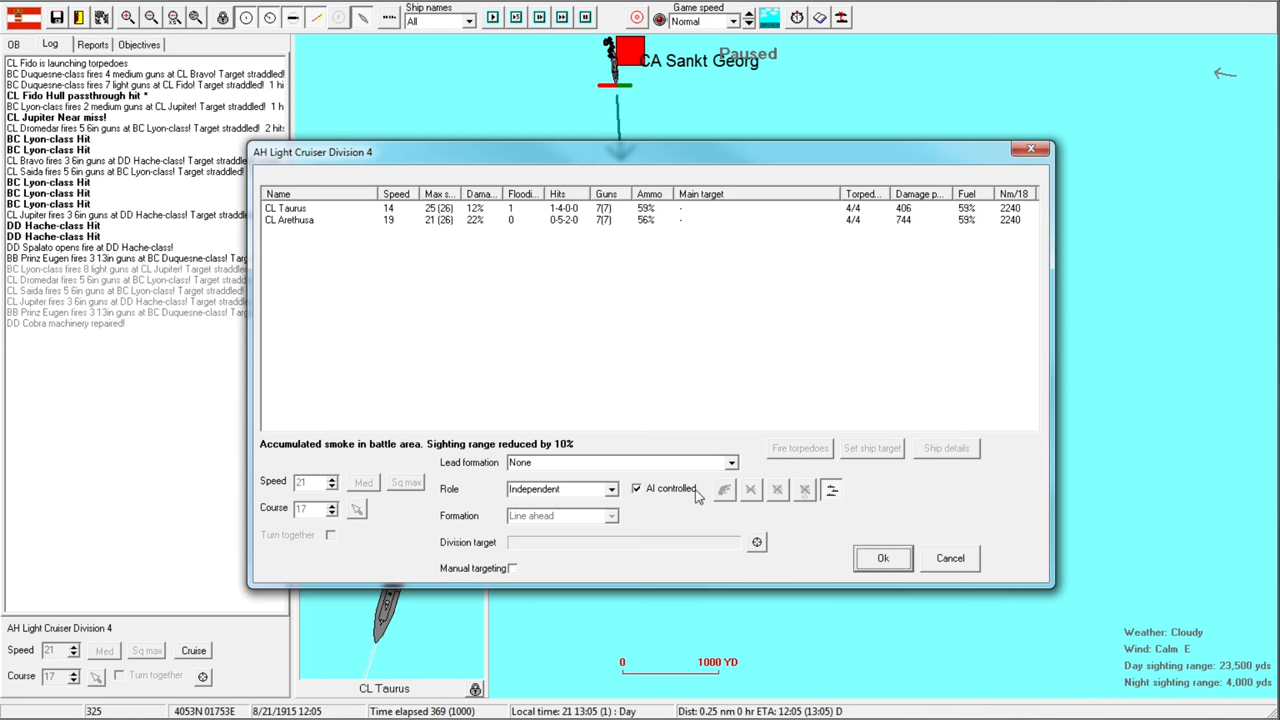 Ship names
All
Game speed
Normal
OB
Log
Reports
Objectives
CL Fido is launching torpedoes
BC Duquesne-class fires 4 medium guns at CL Bravo! Target straddled!
BC Duquesne-class fires 7 light guns at CL Fido! Target straddled! 1 hi
CL Fido Hull passthrough hit *
BC Lyon-class fires 2 medium guns at CL Jupiter! Target straddled! 1 h
CL Jupiter Near miss!
CL Dromedar fires 5 6in guns at BC Lyon-class! Target straddled! 2 hits
BC Lyon-class Hit
BC Lyon-class Hit
CL Bravo fires 3 6in guns at DD Hache-class! Target straddled!
CL Saida fires 5 6in guns at BC Lyon-class! Target straddled!
BC Lyon-class Hit
BC Lyon-class Hit
BC Lyon-class Hit
CL Jupiter fires 3 6in guns at DD Hache-class! Target straddled!
DD Hache-class Hit
DD Hache-class Hit
DD Spalato opens fire at DD Hache-class!
BB Prinz Eugen fires 3 13in guns at BC Duquesne-class! Target
BC Lyon-class fires 8 light guns at CL Jupiter! Target straddled
CL Dromedar fires 5 6in guns at BC Lyon-class! Target straddled
CL Saida fires 5 6in guns at BC Lyon-class! Target straddled!
CL Jupiter fires 3 6in guns at DD Hache-class! Target straddled
BB Prinz Eugen fires 3 13in guns at BC Duquesne-class! Target
DD Cobra machinery repaired!
CA Sankt Georg
Paused
AH Light Cruiser Division 4
Name Speed Max s... Dama... Floodi... Hits Guns Ammo Main target Torped... Damage p... Fuel Nm/18
CL Taurus 14 25 (26) 12% 1 1-4-0-0 7(7) 59% - 4/4 406 59% 2240
CL Arethusa 19 21 (26) 22% 0 0-5-2-0 7(7) 56% - 4/4 744 59% 2240
Accumulated smoke in battle area. Sighting range reduced by 10%
Fire torpedoes
Set ship target
Ship details
Lead formation None
Speed 21 Med Sq max
Role Independent AI controlled
Course 17
Formation Line ahead
Turn together
Division target
Ok
Cancel
Manual targeting
AH Light Cruiser Division 4
Speed 21 Med Sq max Cruise
Course 17 Turn together
CL Taurus
0 1000 YD
Weather: Cloudy
Wind: Calm E
Day sighting range: 23,500 yds
Night sighting range: 4,000 yds
325
4053N 01753E
8/21/1915 12:05
Time elapsed 369 (1000)
Local time: 21 13:05 (1) : Day
Dist: 0.25 nm 0 hr ETA: 12:05 (13:05) D